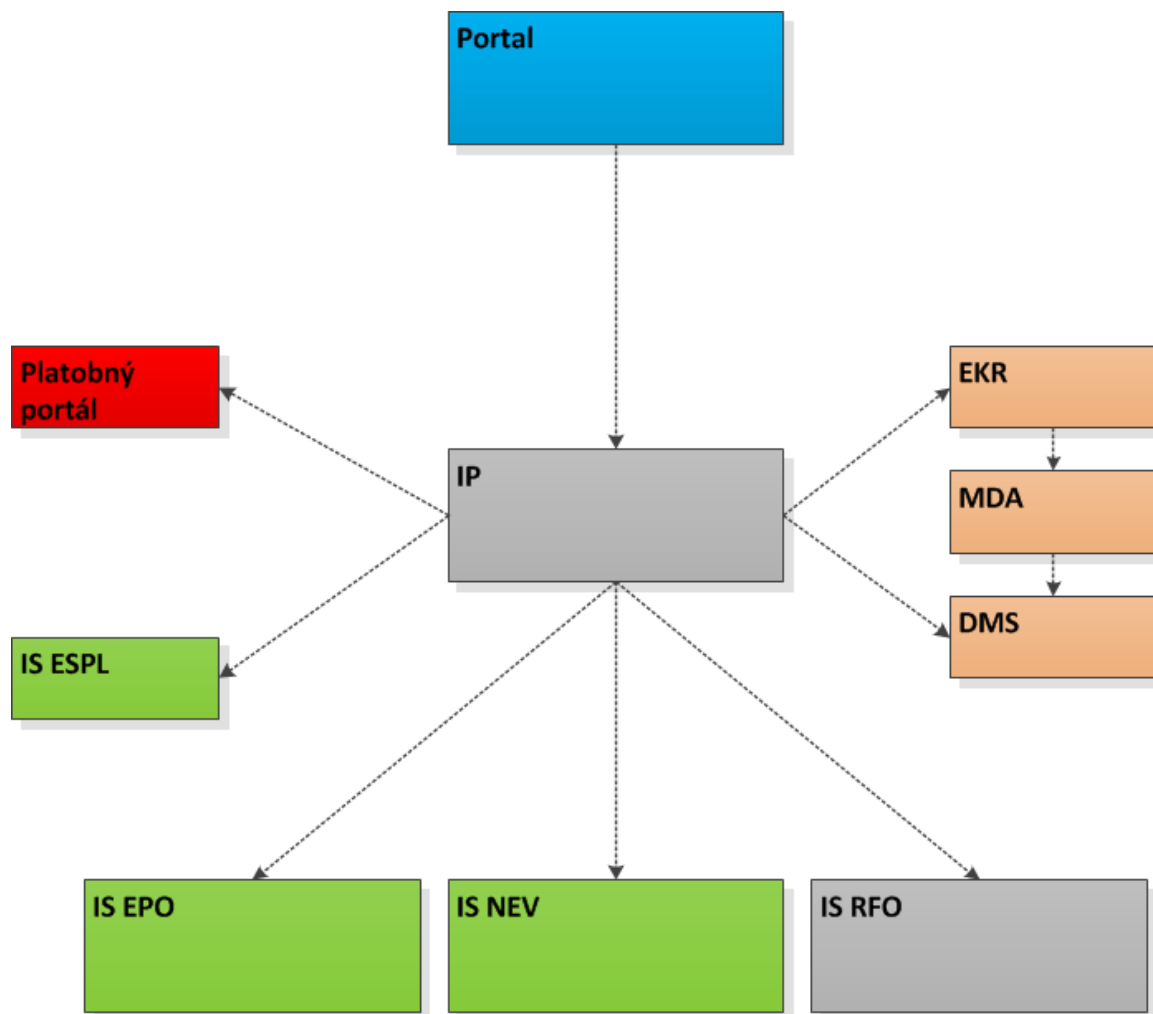 Portal
Platobný
portál
EKR
IP
MDA
DMS
IS ESPL
IS EPO
IS NEV
IS RFO